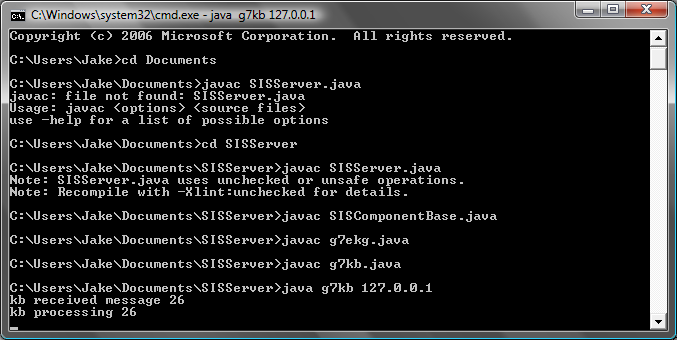 C:\Windows\system32\cmd.exe - java  g7kb 127.0.0.1
Copyright (c) 2006 Microsoft Corporation.  All rights reserved.
C:\Users\Jake>cd Documents
C:\Users\Jake\Documents>javac SISServer.java
javac: file not found: SISServer.java
Usage: javac <options> <source files>
use -help for a list of possible options
C:\Users\Jake\Documents>cd SISServer
C:\Users\Jake\Documents\SISServer>javac SISServer.java
Note: SISServer.java uses unchecked or unsafe operations.
Note: Recompile with -Xlint:unchecked for details.
C:\Users\Jake\Documents\SISServer>javac SISComponentBase.java
C:\Users\Jake\Documents\SISServer>javac g7ekg.java
C:\Users\Jake\Documents\SISServer>javac g7kb.java
C:\Users\Jake\Documents\SISServer>java g7kb 127.0.0.1
kb received message 26
kb processing 26